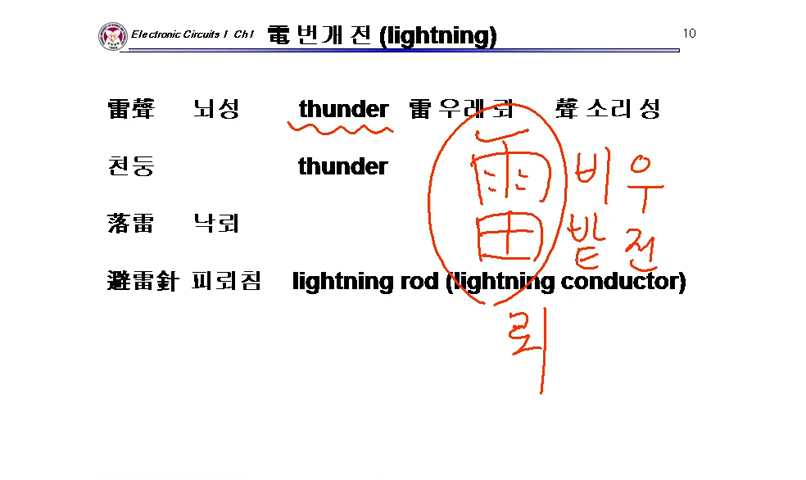 Electronic Circuits 1 Ch1 電 번개 전 (lightning) 10
雷聲 뇌성 thunder 雷 우레 뢰 聲 소리 성
천둥 thunder
雷 비 우
밭 전
落雷 낙뢰
避雷針 피뢰침 lightning rod (lightning conductor)
뢰